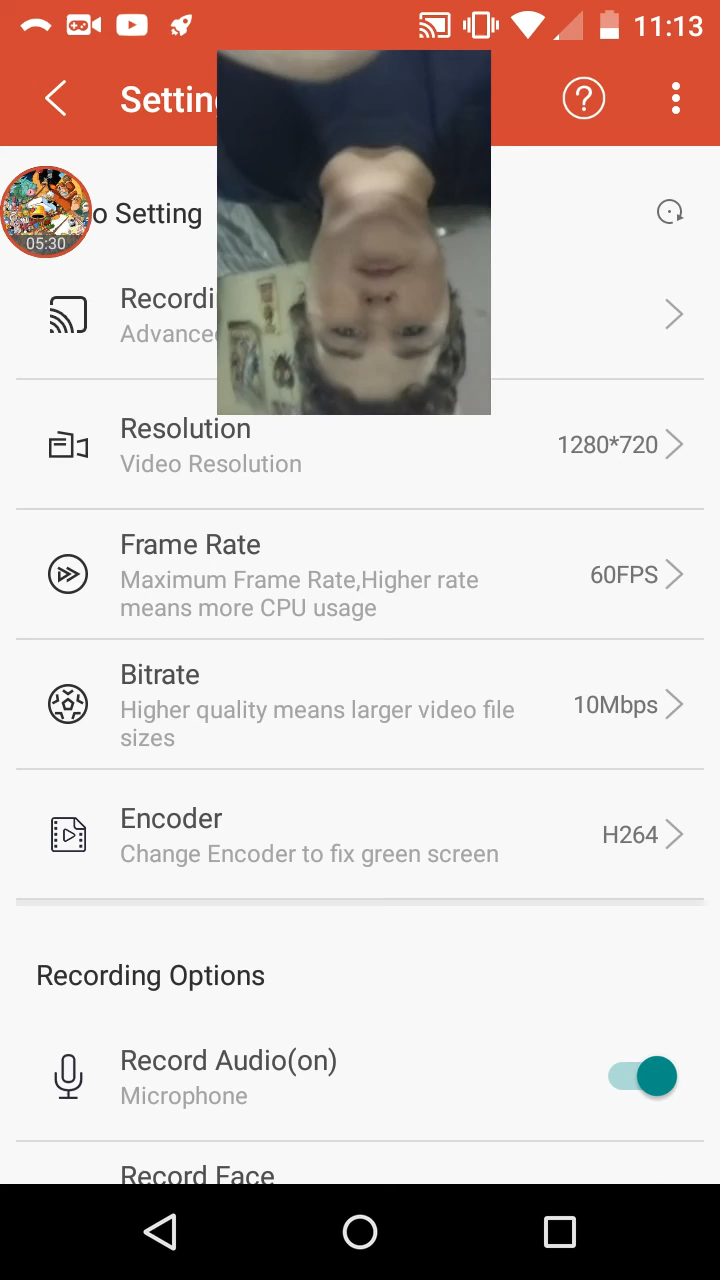 11:13
Settin
05:30
o Setting
Recordi
Advance
Resolution
Video Resolution
1280*720
Frame Rate
Maximum Frame Rate,Higher rate
means more CPU usage
60FPS
Bitrate
Higher quality means larger video file
sizes
10Mbps
Encoder
Change Encoder to fix green screen
H264
Recording Options
Record Audio(on)
Microphone
Record Face